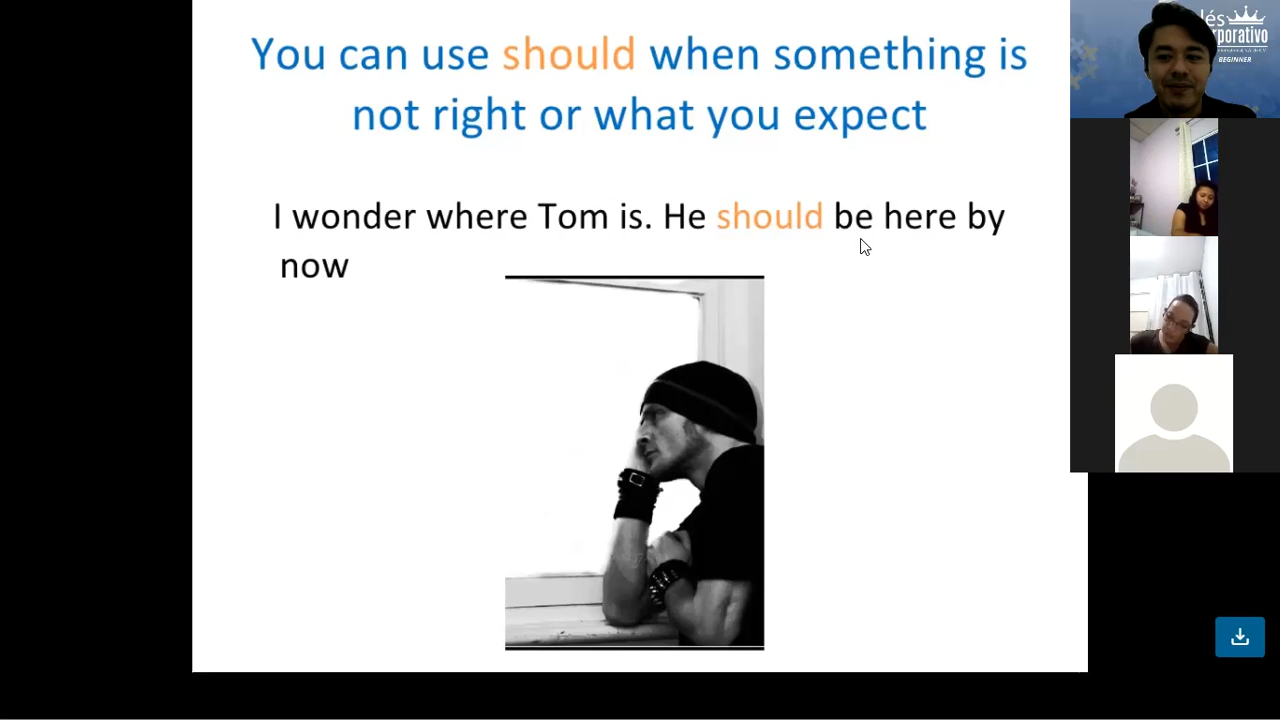 You can use should when something is
not right or what you expect
I wonder where Tom is. He should be here by
now
BEGINNER